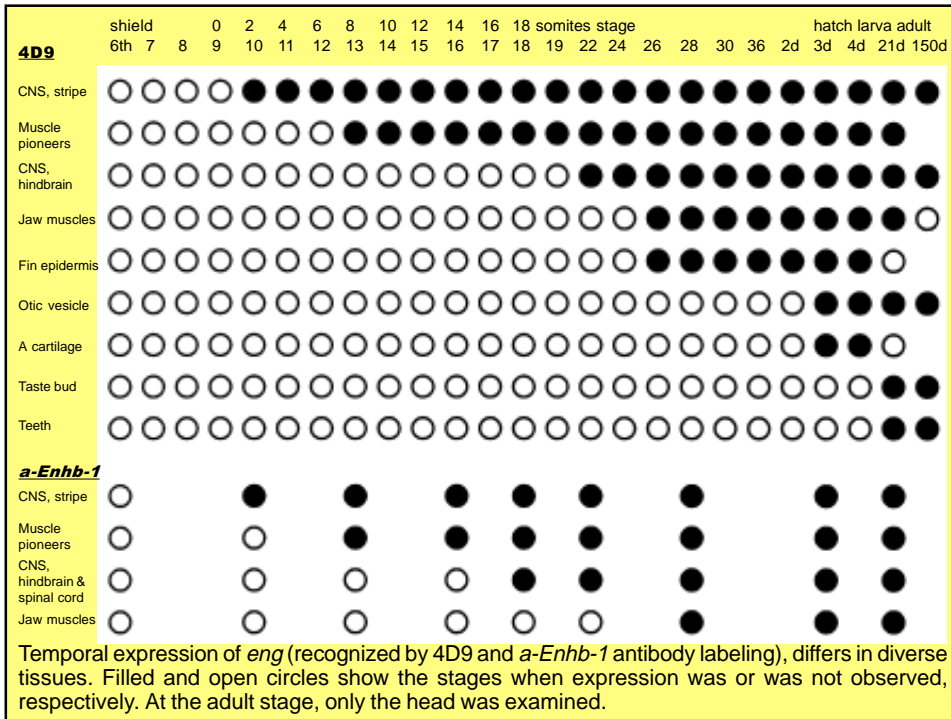 shield 0 2 4 6 8 10 12 14 16 18 somites stage hatch larva adult
4D9 6th 7 8 9 10 11 12 13 14 15 16 17 18 19 22 24 26 28 30 36 2d 3d 4d 21d 150d
CNS, stripe
Muscle
pioneers
CNS,
hindbrain
Jaw muscles
Fin epidermis
Otic vesicle
A cartilage
Taste bud
Teeth
a-Enhb-1
CNS, stripe
Muscle
pioneers
CNS,
hindbrain &
spinal cord
Jaw muscles
Temporal expression of eng (recognized by 4D9 and a-Enhb-1 antibody labeling), differs in diverse
tissues. Filled and open circles show the stages when expression was or was not observed,
respectively. At the adult stage, only the head was examined.